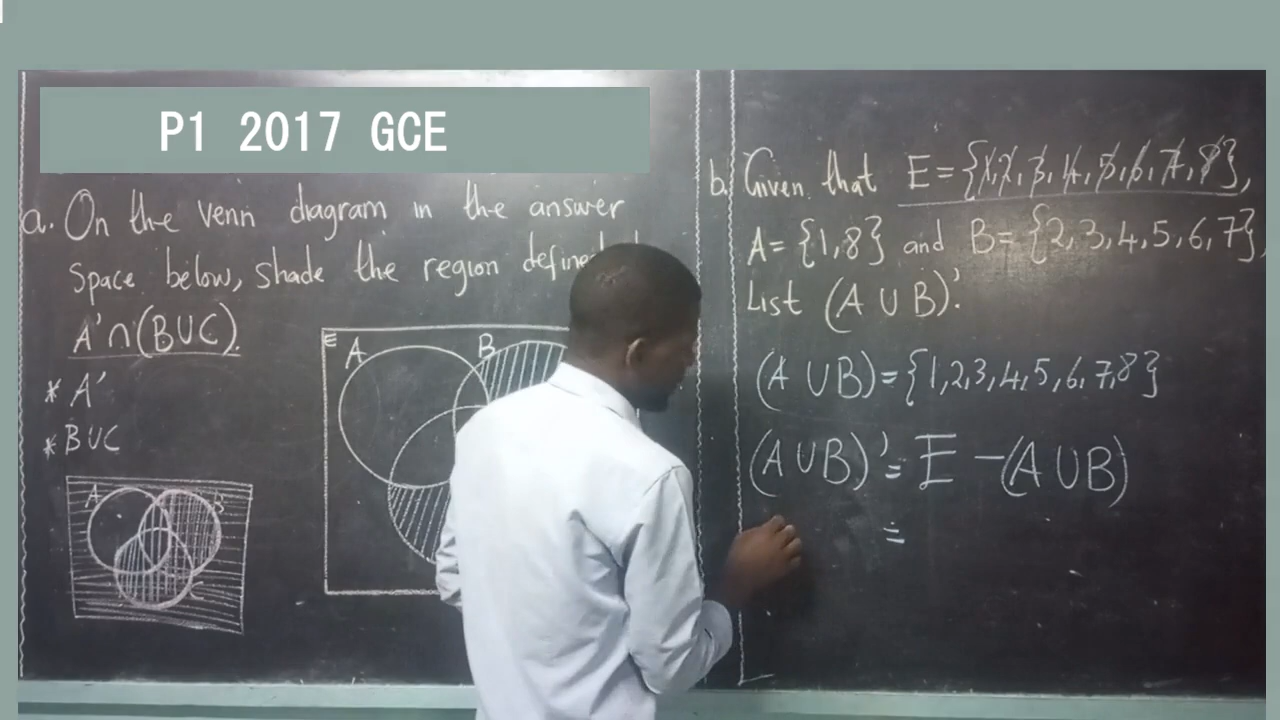 P1 2017 GCE
a. On the venn diagram in the answer
space below, shade the region defined
A'∩(BUC).
* A'
* BUC
A B
C
E
A B
b. Given that E={1,2,3,4,5,6,7,8},
A={1,8} and B={2,3,4,5,6,7},
List (A U B)'.
(A U B)={1,2,3,4,5,6,7,8}
(A U B)'= E -(A U B)
=